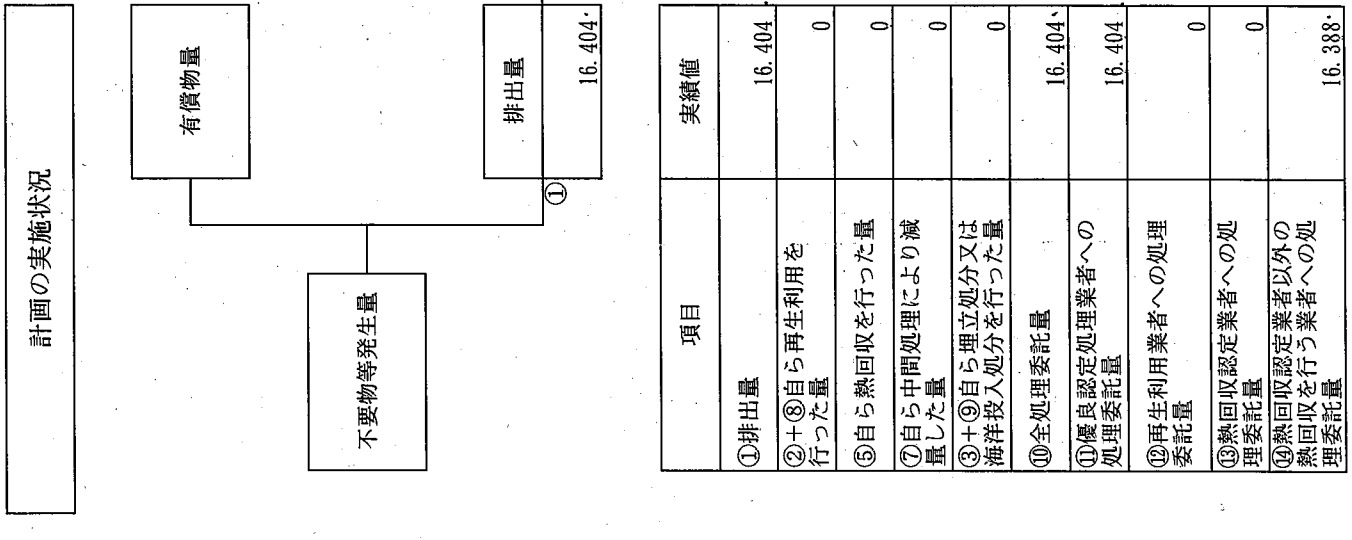 計画の実施状況
有償物量
不要物等発生量
排出量
①
16.404
項目 実績値
①排出量 16.404
②+⑧自ら再生利用を
行った量 0
⑤自ら熱回収を行った量 0
⑦自ら中間処理により減
量した量 0
③+⑨自ら埋立処分又は
海洋投入処分を行った量 0
⑩全処理委託量 16.404
⑪優良認定処理業者への
処理委託量 16.404
⑫再生利用業者への処理
委託量 0
⑬熱回収認定業者への処
理委託量 0
⑭熱回収認定業者以外の
熱回収を行う業者への処
理委託量 16.388